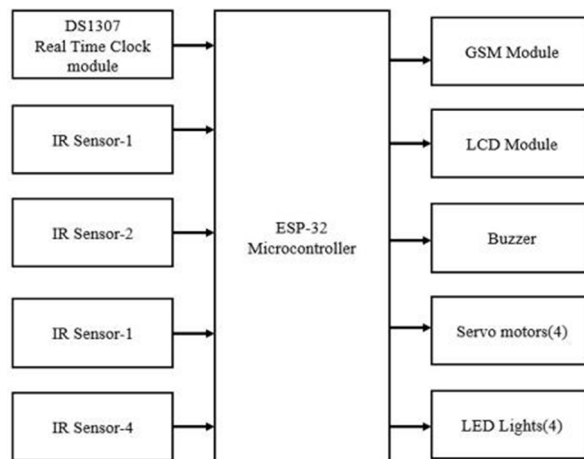 DS1307
Real Time Clock
module
IR Sensor-1
IR Sensor-2
IR Sensor-1
IR Sensor-4
ESP-32
Microcontroller
GSM Module
LCD Module
Buzzer
Servo motors(4)
LED Lights(4)